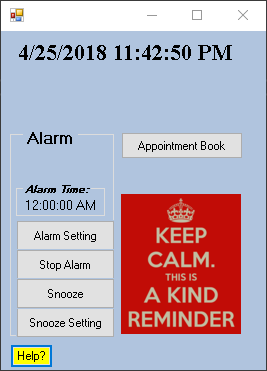 4/25/2018 11:42:50 PM
Alarm
Appointment Book
Alarm Time:
12:00:00 AM
Alarm Setting
Stop Alarm
Snooze
Snooze Setting
KEEP
CALM.
THIS IS
A KIND
REMINDER
Help?